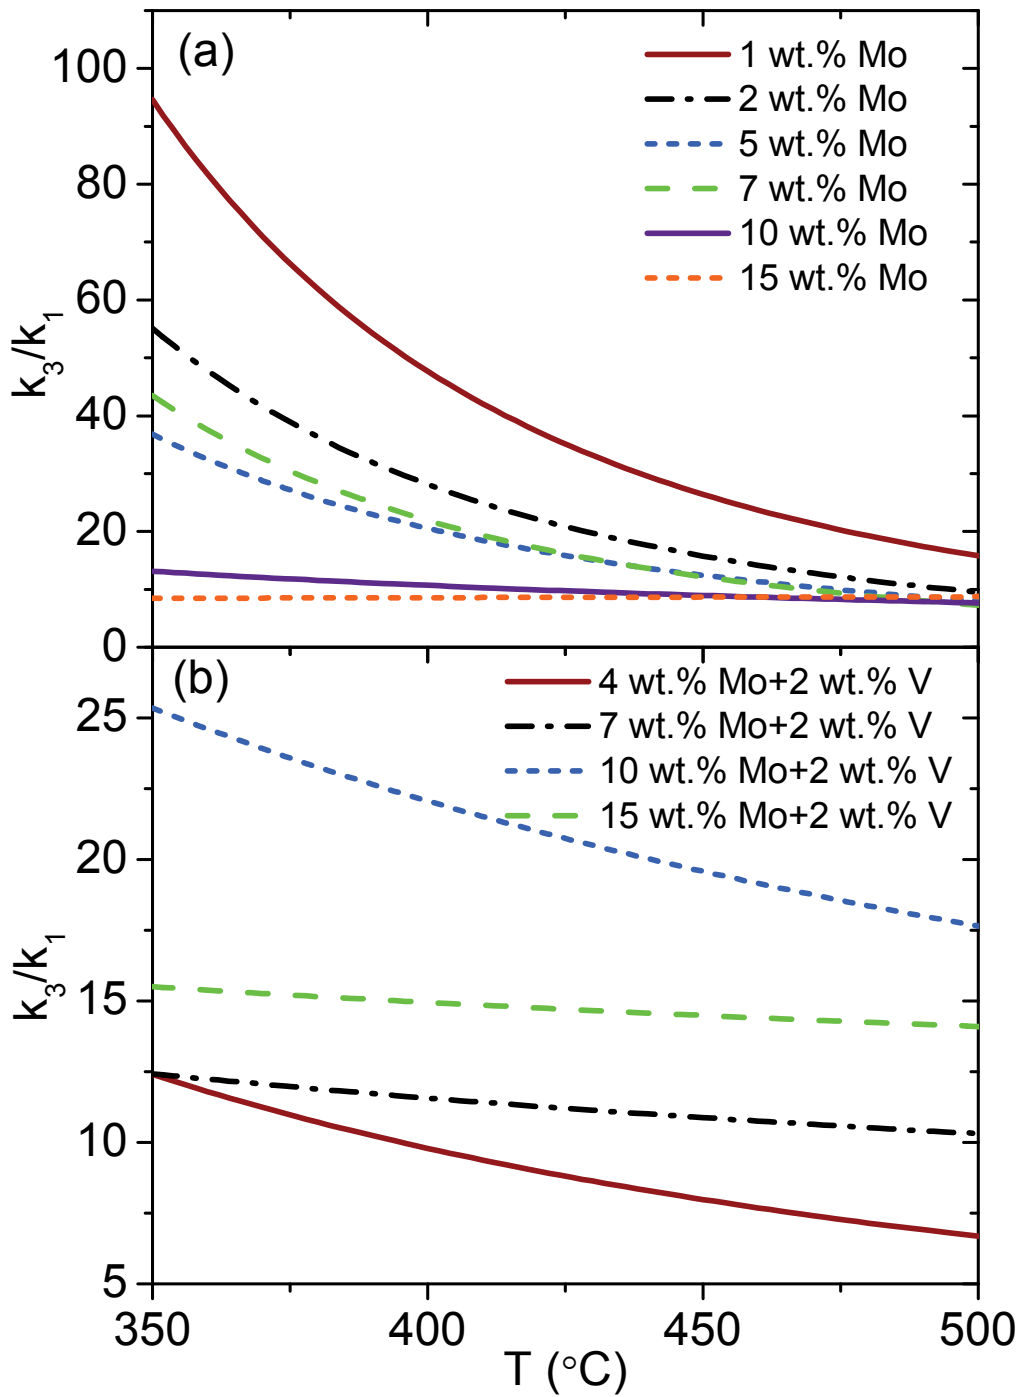 (a)
1 wt.% Mo
2 wt.% Mo
5 wt.% Mo
7 wt.% Mo
10 wt.% Mo
15 wt.% Mo
100
80
60
40
20
0
k₃/k₁
(b)
4 wt.% Mo+2 wt.% V
7 wt.% Mo+2 wt.% V
10 wt.% Mo+2 wt.% V
15 wt.% Mo+2 wt.% V
25
20
15
10
5
k₃/k₁
350 400 450 500
T (°C)